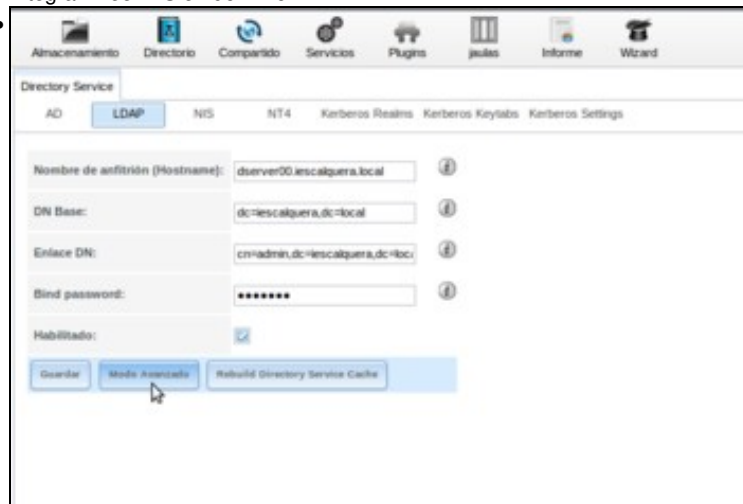 Almacenamiento Directorio Compartido Servicios Plugins jaulas Informe Wizard
Directory Service
AD LDAP NIS NT4 Kerberos Realms Kerberos Keytabs Kerberos Settings
Nombre de anfitrión (Hostname): dserver00.iescalquera.local
DN Base: dc=iescalquera,dc=local
Enlace DN: cn=admin,dc=iescalquera,dc=loc
Bind password: •••••••
Habilitado:
Guardar Modo Avanzado Rebuild Directory Service Cache